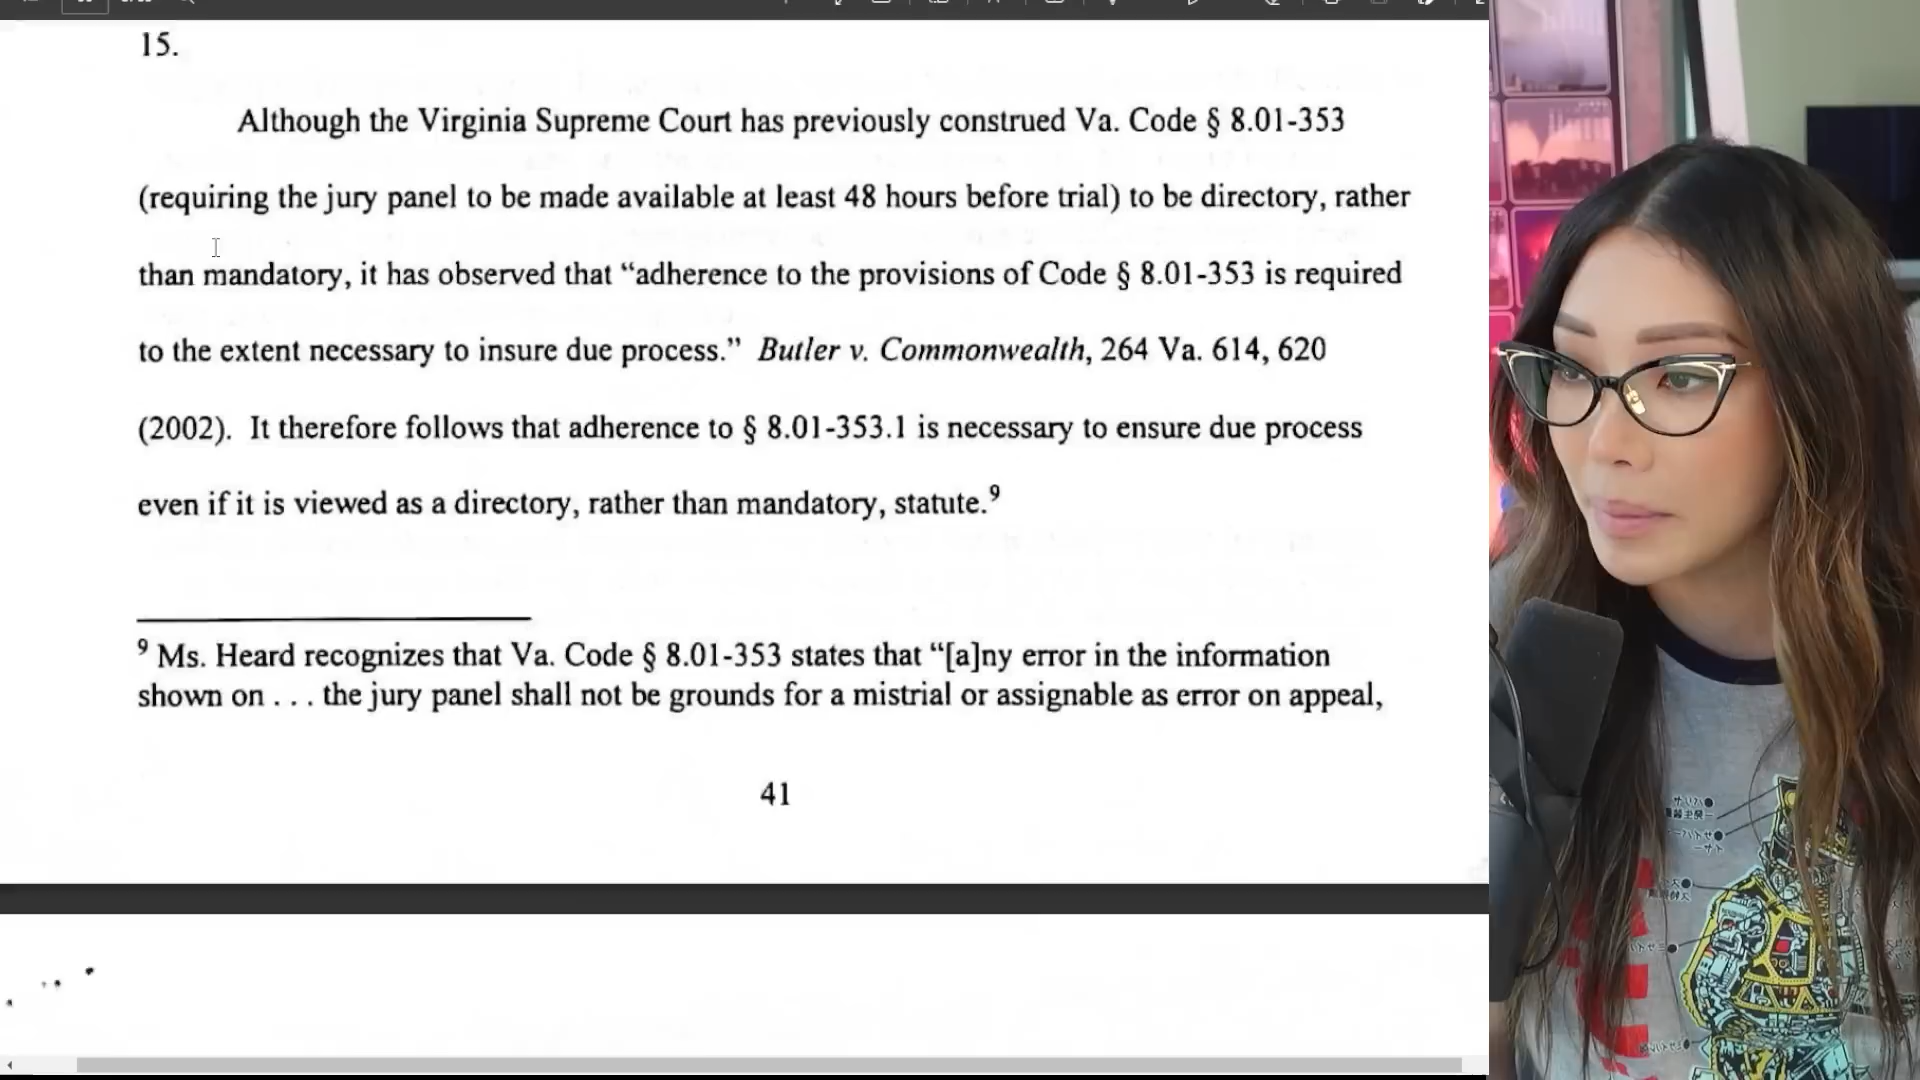 15.
Although the Virginia Supreme Court has previously construed Va. Code § 8.01-353
(requiring the jury panel to be made available at least 48 hours before trial) to be directory, rather
than mandatory, it has observed that “adherence to the provisions of Code § 8.01-353 is required
to the extent necessary to insure due process.” Butler v. Commonwealth, 264 Va. 614, 620
(2002). It therefore follows that adherence to § 8.01-353.1 is necessary to ensure due process
even if it is viewed as a directory, rather than mandatory, statute.9
9 Ms. Heard recognizes that Va. Code § 8.01-353 states that “[a]ny error in the information
shown on . . . the jury panel shall not be grounds for a mistrial or assignable as error on appeal,
41